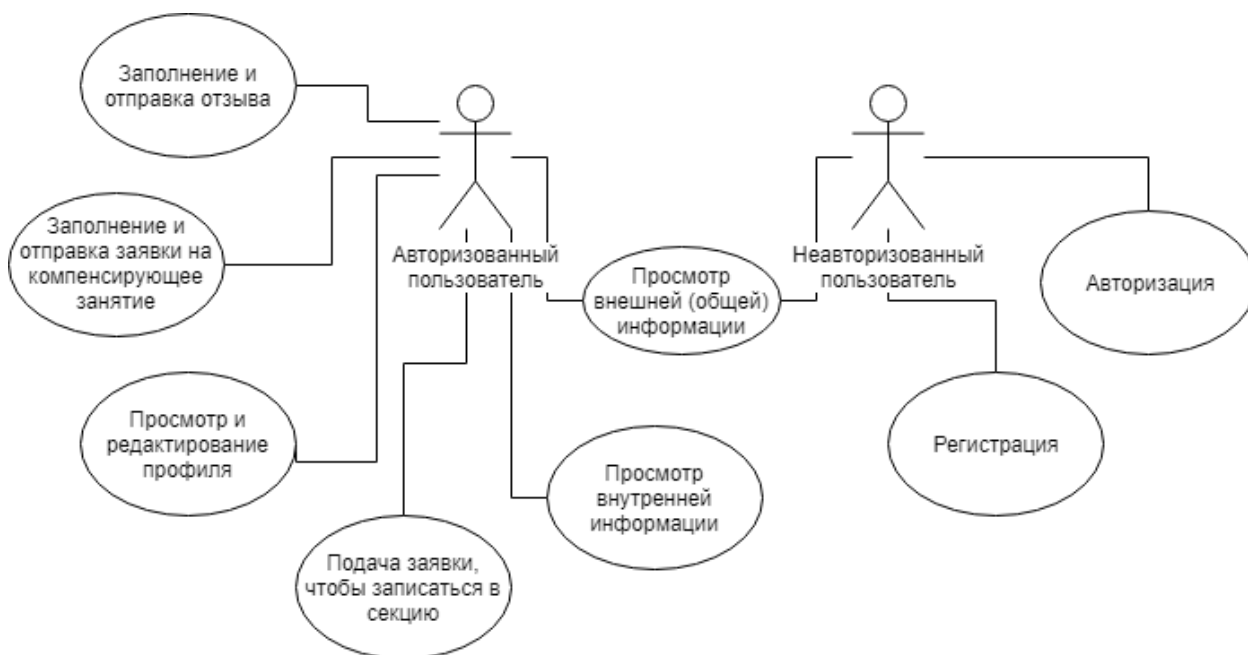 Заполнение и
отправка отзыва
Заполнение и
отправка заявки на
компенсирующее
занятие
Авторизованный
пользователь
Просмотр
внешней (общей)
информации
Неавторизованный
пользователь
Авторизация
Просмотр и
редактирование
профиля
Просмотр
внутренней
информации
Регистрация
Подача заявки,
чтобы записаться в
секцию